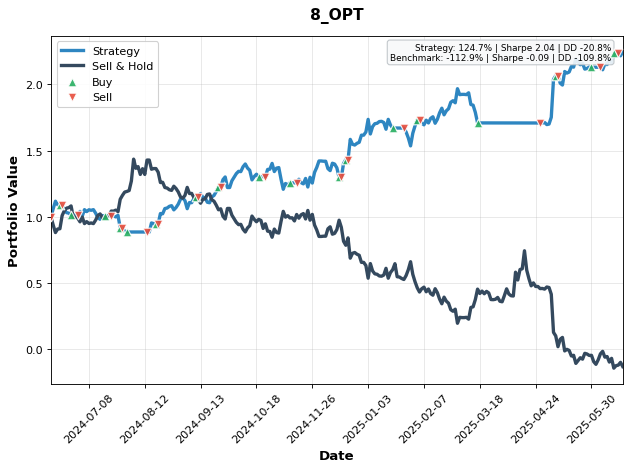 8_OPT
Strategy: 124.7% | Sharpe 2.04 | DD -20.8%
Benchmark: -112.9% | Sharpe -0.09 | DD -109.8%
Strategy
Sell & Hold
Buy
Sell
Portfolio Value
2.0
1.5
1.0
0.5
0.0
2024-07-08
2024-08-12
2024-09-13
2024-10-18
2024-11-26
2025-01-03
2025-02-07
2025-03-18
2025-04-24
2025-05-30
Date